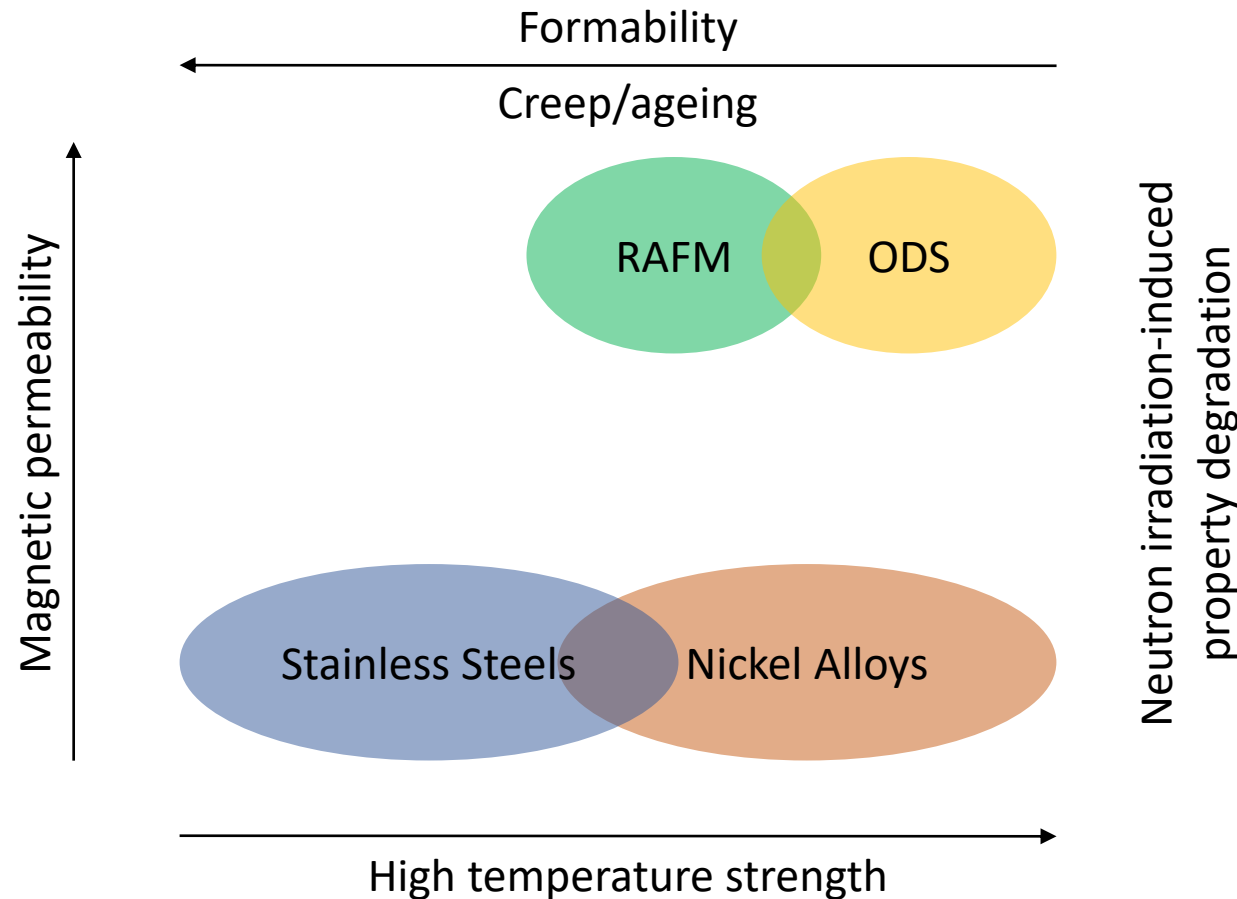 Formability
Creep/ageing
Magnetic permeability
RAFM
ODS
Neutron irradiation-induced
property degradation
Stainless Steels
Nickel Alloys
High temperature strength